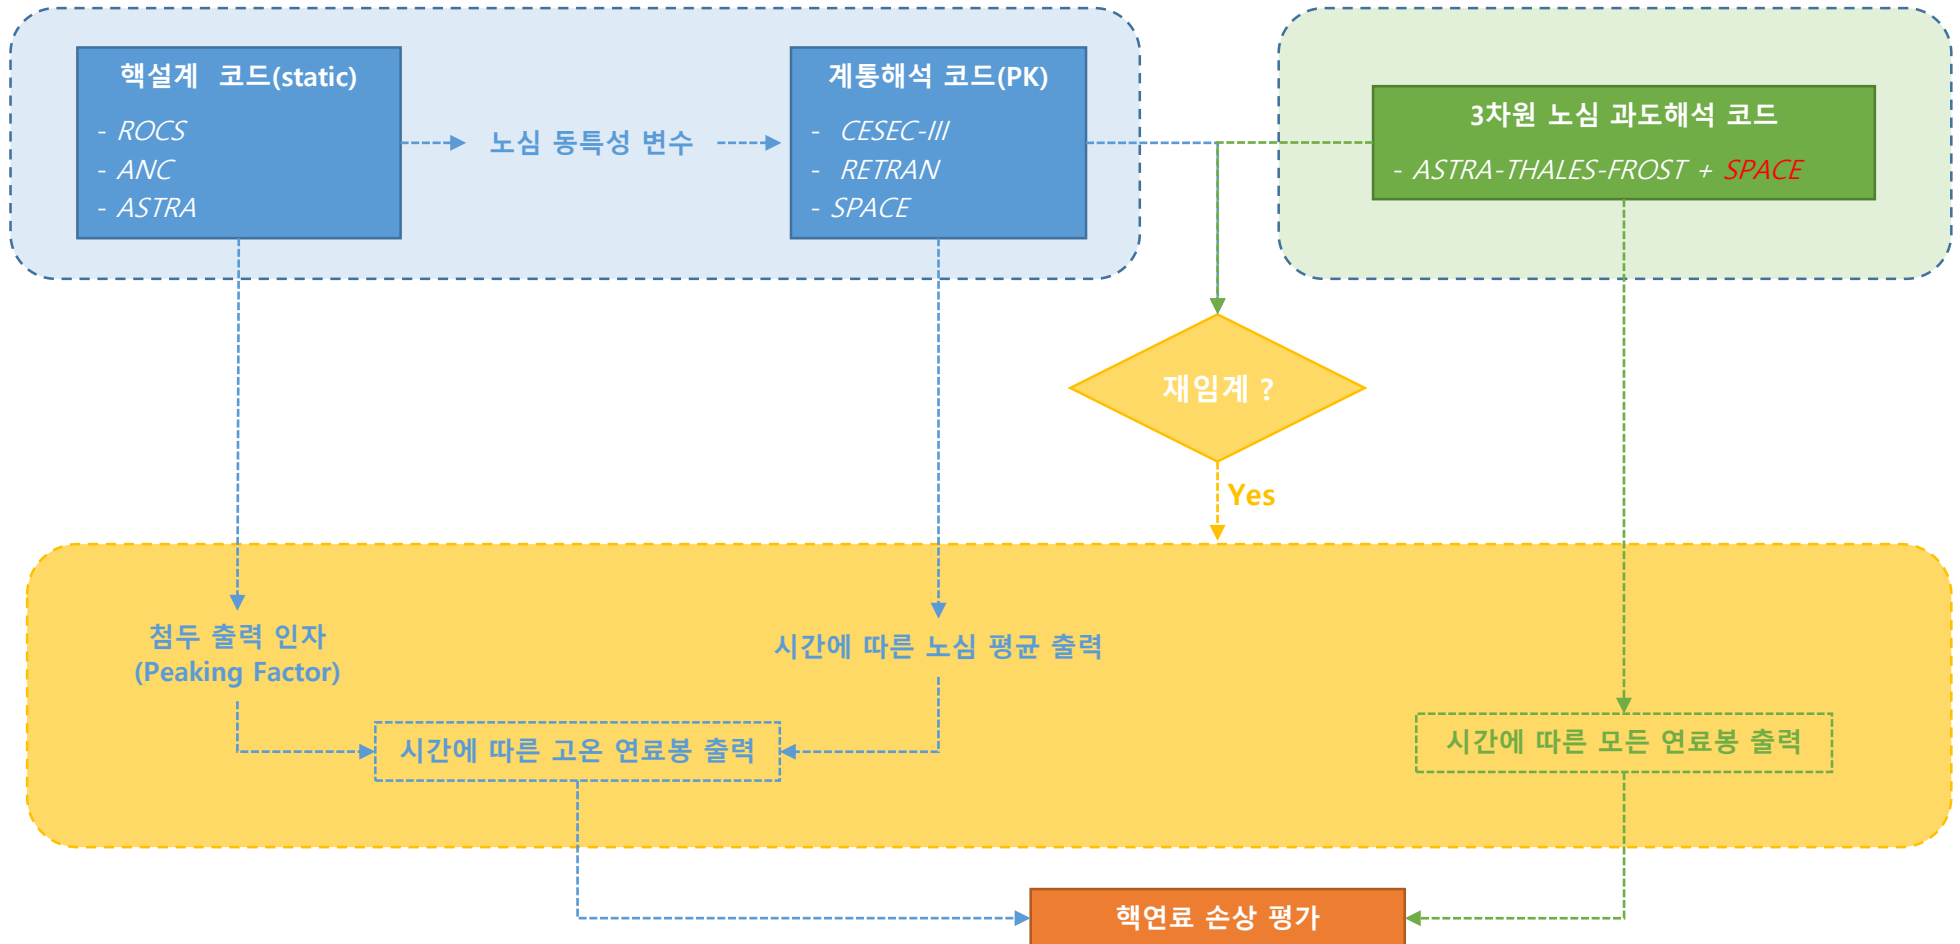 핵설계 코드(static)
- ROCS
- ANC
- ASTRA
노심 동특성 변수
계통해석 코드(PK)
- CESEC-III
- RETRAN
- SPACE
3차원 노심 과도해석 코드
- ASTRA-THALES-FROST + SPACE
재임계 ?
Yes
첨두 출력 인자
(Peaking Factor)
시간에 따른 노심 평균 출력
시간에 따른 고온 연료봉 출력
시간에 따른 모든 연료봉 출력
핵연료 손상 평가